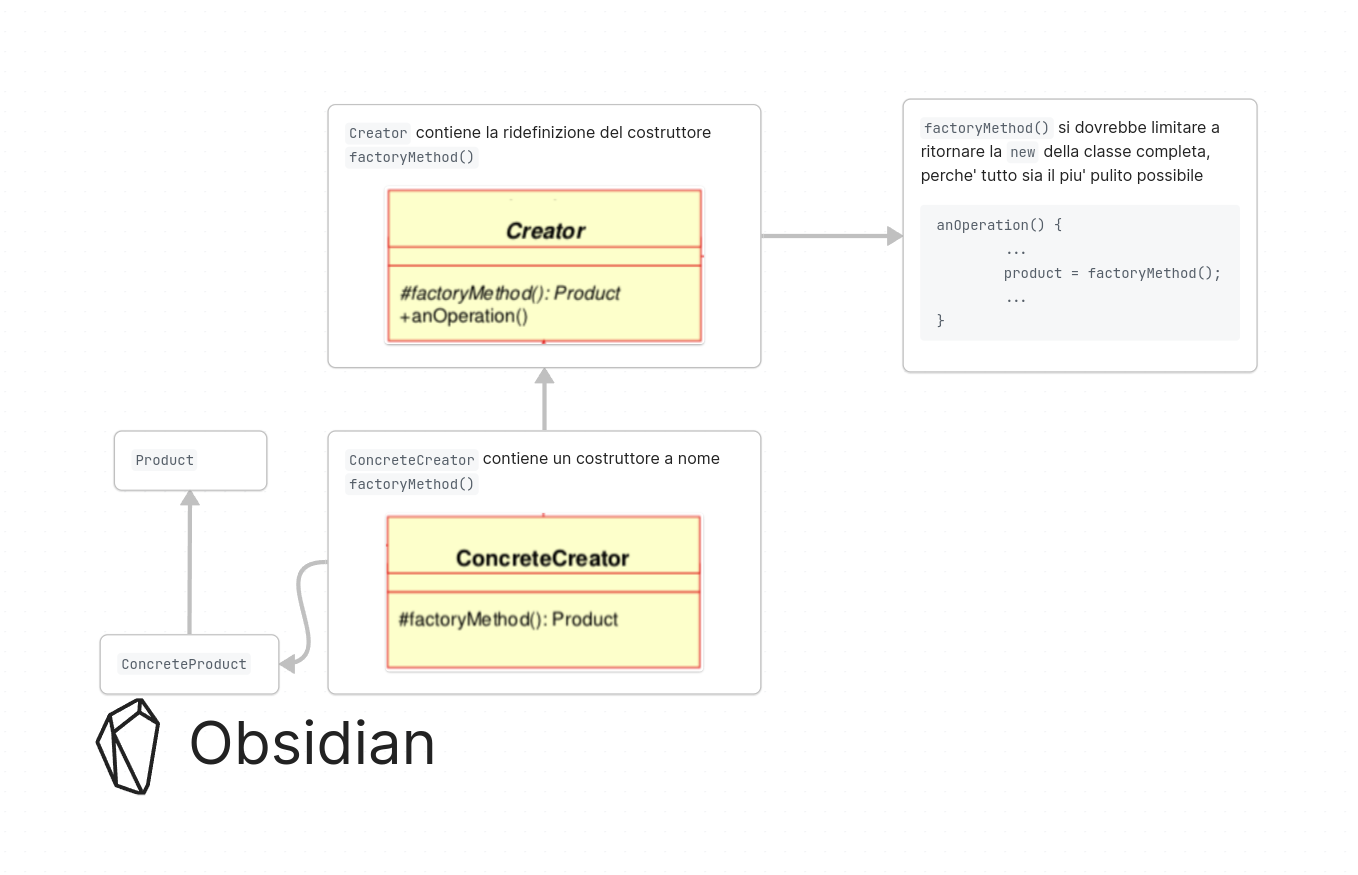 Creator contiene la ridefinizione del costruttore
factoryMethod()
Creator
#factoryMethod(): Product
+anOperation()
factoryMethod() si dovrebbe limitare a
ritornare la new della classe completa,
perche' tutto sia il piu' pulito possibile
anOperation() {
...
product = factoryMethod();
...
}
Product
ConcreteCreator contiene un costruttore a nome
factoryMethod()
ConcreteCreator
#factoryMethod(): Product
ConcreteProduct
Obsidian